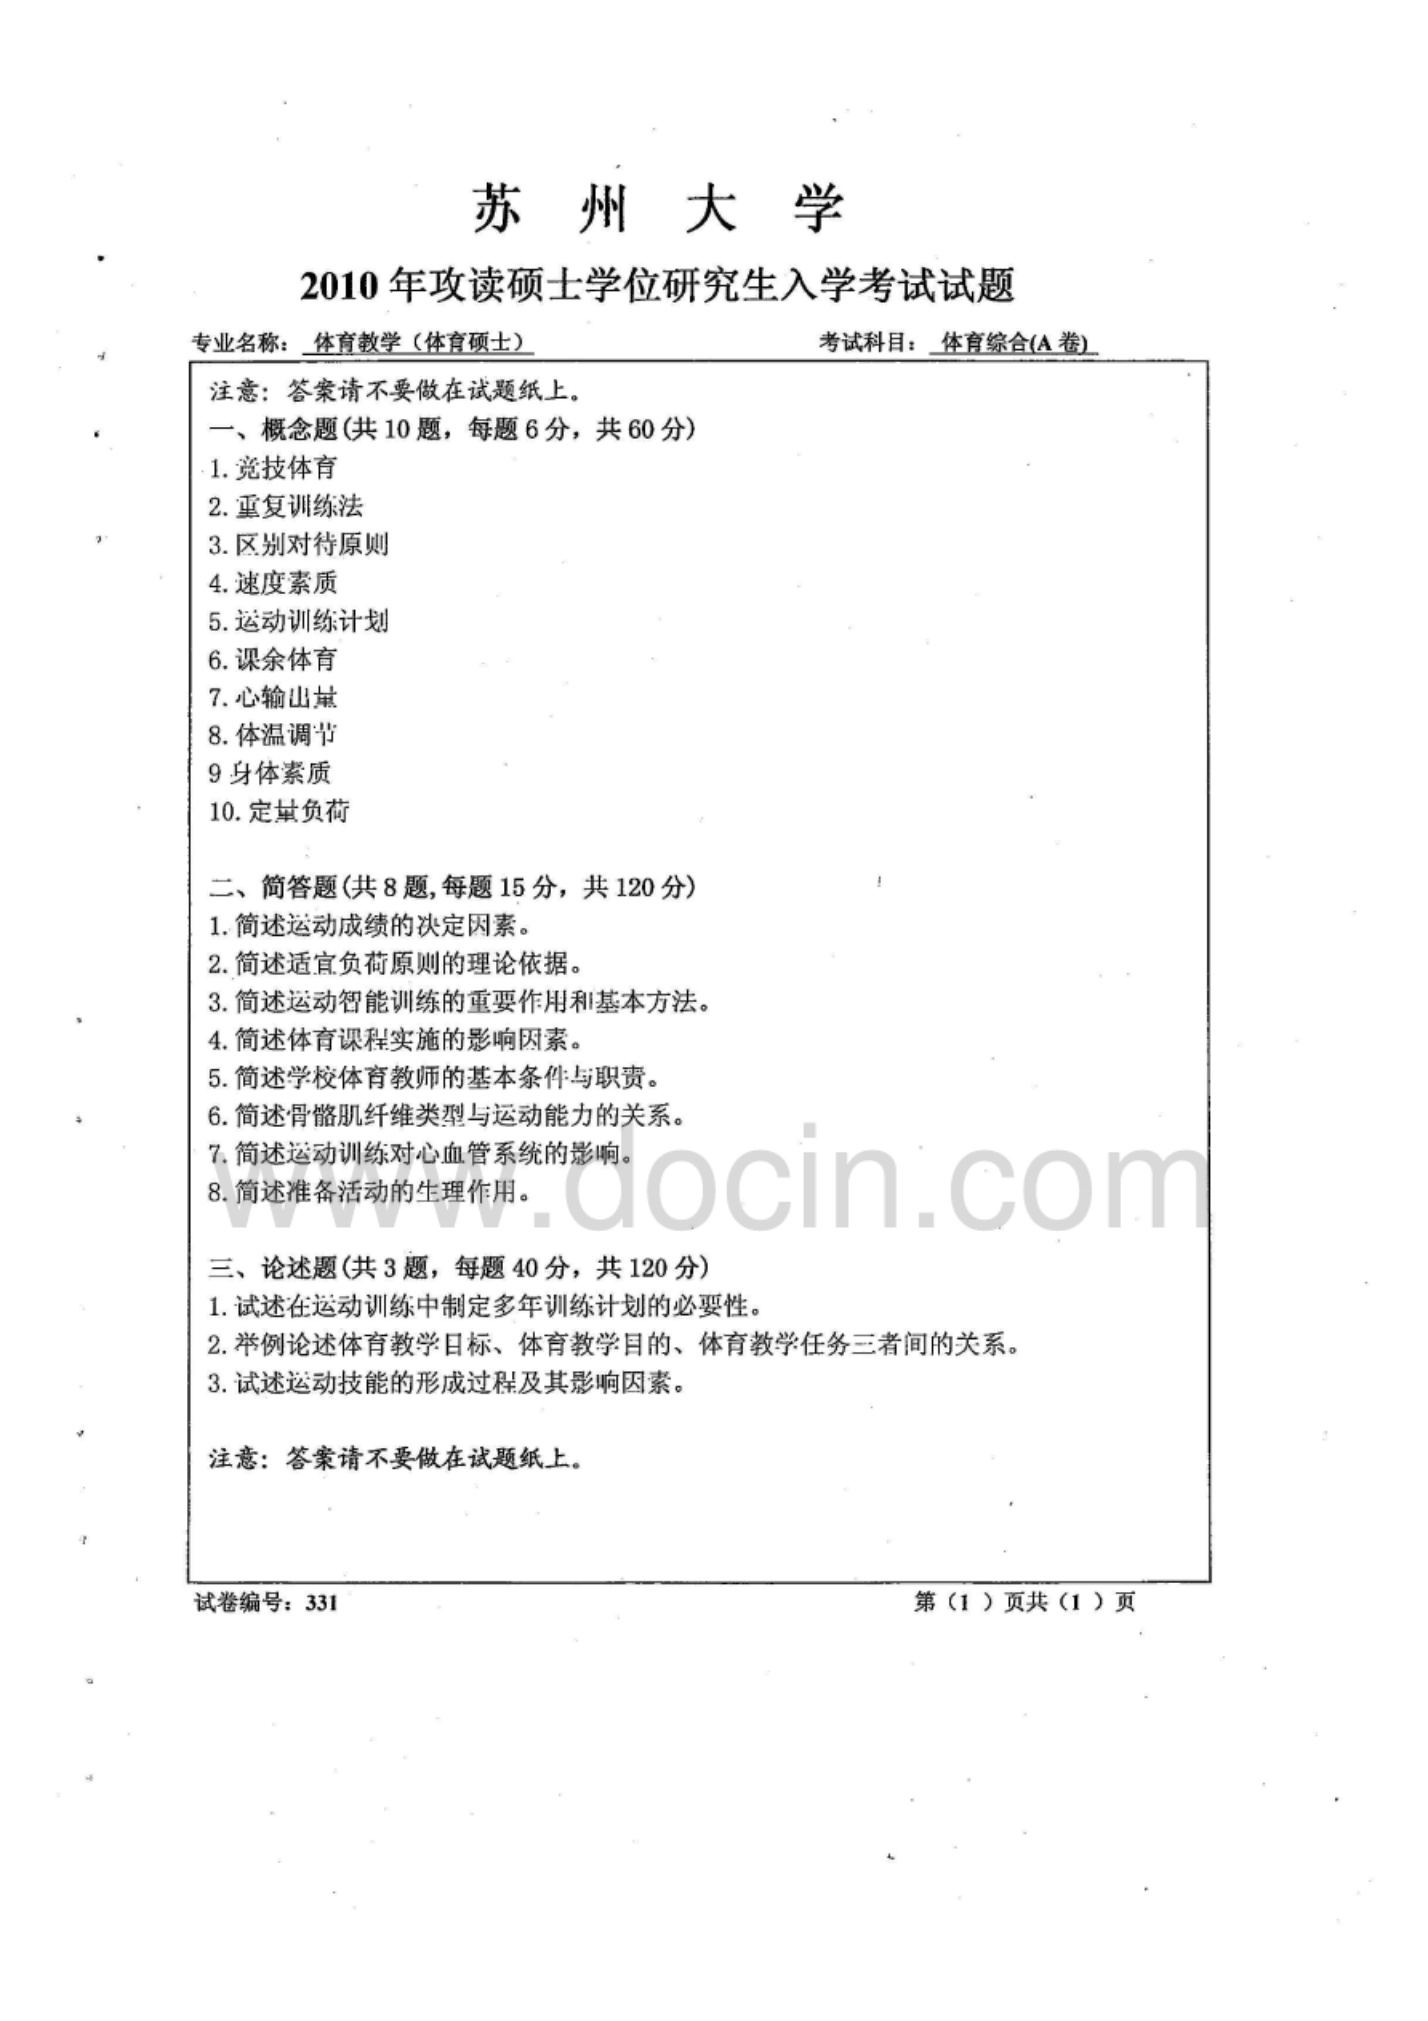 苏州大学
2010年攻读硕士学位研究生入学考试试题
专业名称： 体育教学（体育硕士） 考试科目： 体育综合(A卷)
注意：答案请不要做在试题纸上。
一、概念题(共10题，每题6分，共60分)
1.竞技体育
2.重复训练法
3.区别对待原则
4.速度素质
5.运动训练计划
6.课余体育
7.心输出量
8.体温调节
9身体素质
10.定量负荷
二、简答题(共8题,每题15分，共120分)
1.简述运动成绩的决定因素。
2.简述适宜负荷原则的理论依据。
3.简述运动智能训练的重要作用和基本方法。
4.简述体育课程实施的影响因素。
5.简述学校体育教师的基本条件与职责。
6.简述骨骼肌纤维类型与运动能力的关系。
7.简述运动训练对心血管系统的影响。
8.简述准备活动的生理作用。
www.docin.com
三、论述题(共3题，每题40分，共120分)
1.试述在运动训练中制定多年训练计划的必要性。
2.举例论述体育教学目标、体育教学目的、体育教学任务三者间的关系。
3.试述运动技能的形成过程及其影响因素。
注意：答案请不要做在试题纸上。
试卷编号：331 第（1）页共（1）页